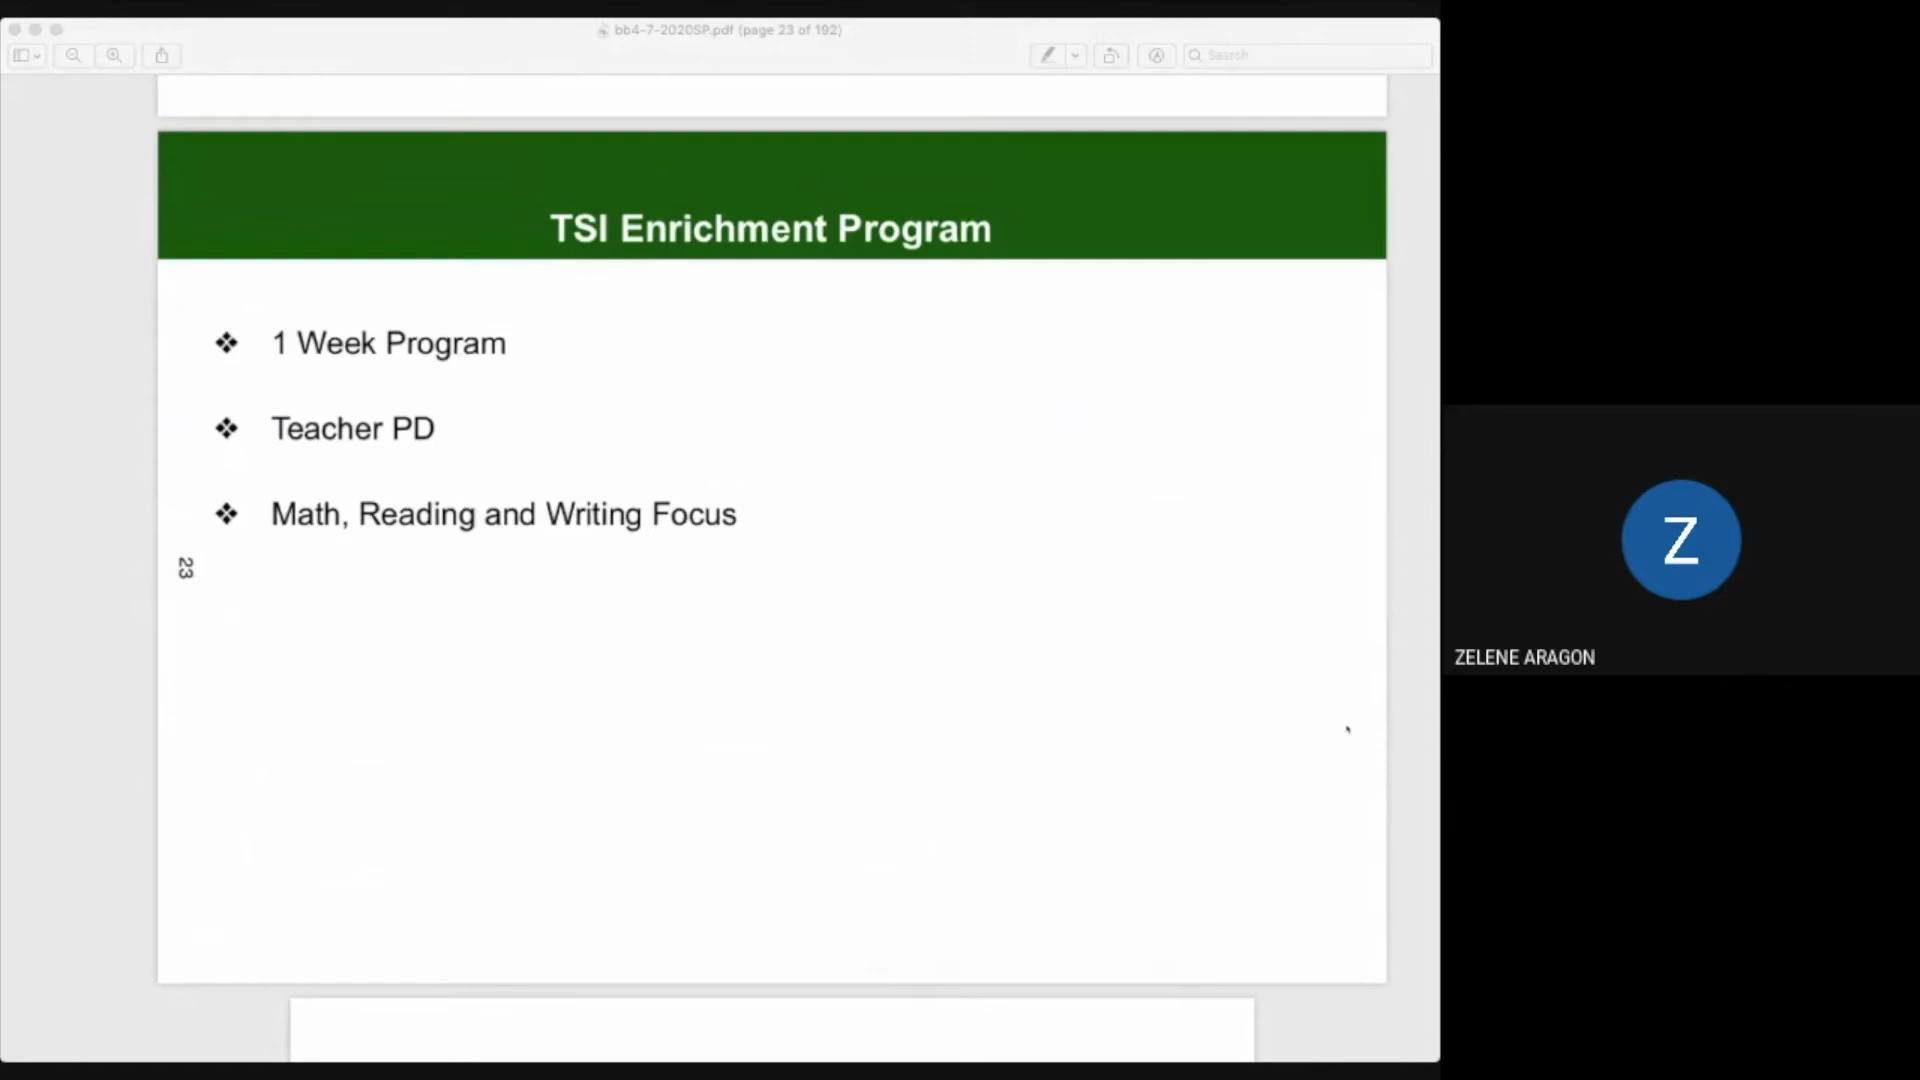 bb4-7-2020SP.pdf (page 23 of 192)
Search
TSI Enrichment Program
❖ 1 Week Program
❖ Teacher PD
❖ Math, Reading and Writing Focus
23
Z
ZELENE ARAGON